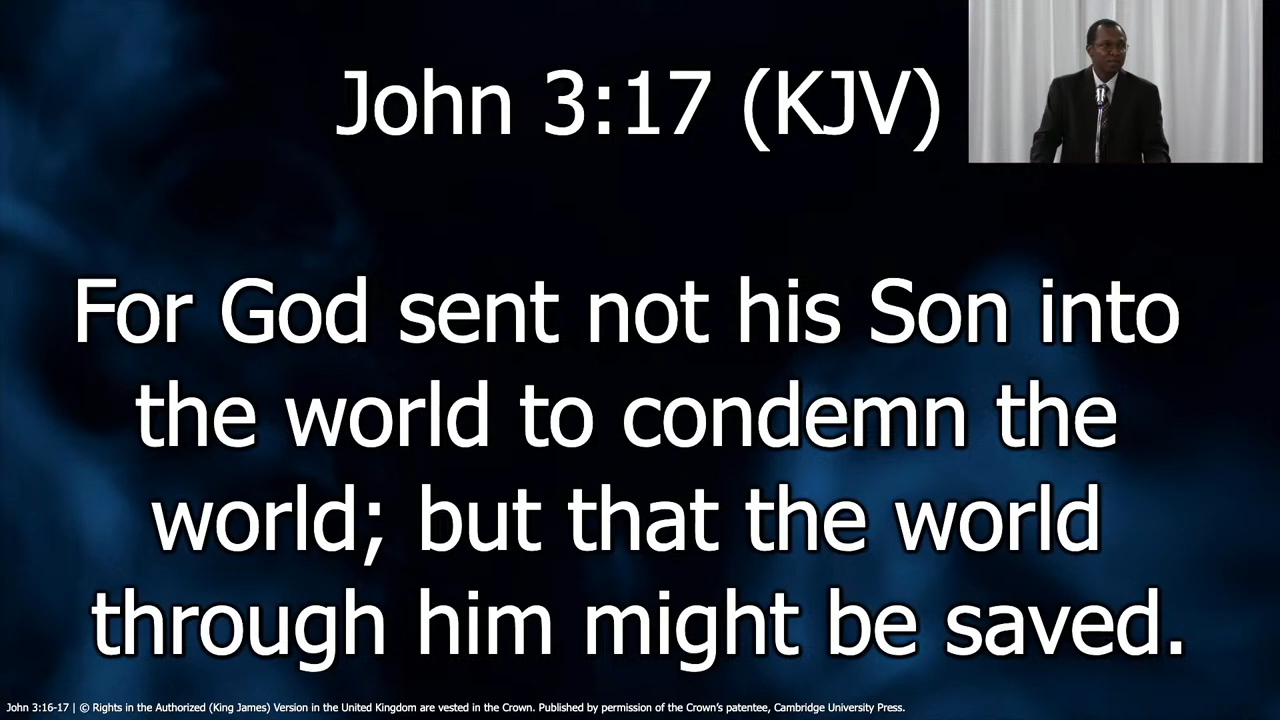 John 3:17 (KJV)
For God sent not his Son into
the world to condemn the
world; but that the world
through him might be saved.
John 3:16-17 | © Rights in the Authorized (King James) Version in the United Kingdom are vested in the Crown. Published by permission of the Crown’s patentee, Cambridge University Press.